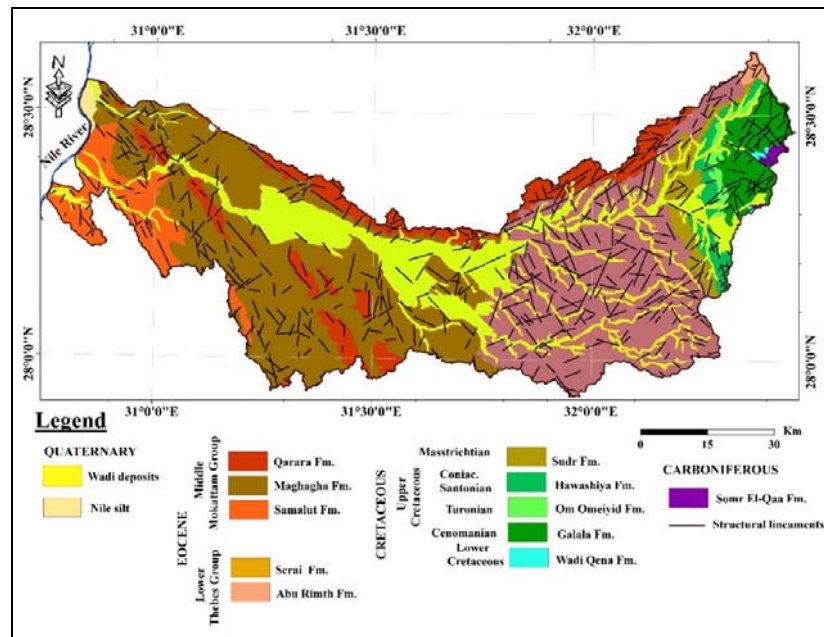 31°0'0"E 31°30'0"E 32°0'0"E
N
28°30'0"N 28°30'0"N
Nile River
28°0'0"N 28°0'0"N
31°0'0"E 31°30'0"E 32°0'0"E
Legend
Km
0 15 30
QUATERNARY
Wadi deposits
Nile silt
EOCENE
Middle
Mokattam Group
Qarara Fm.
Maghagha Fm.
Samalut Fm.
Lower
Thebes Group
Serai Fm.
Abu Rimth Fm.
CRETACEOUS
Upper
Cretaceous
Masstrichtian
Sudr Fm.
Coniac.
Santonian
Hawashiya Fm.
Turonian
Om Omeiyid Fm.
Cenomanian
Galala Fm.
Lower
Cretaceous
Wadi Qena Fm.
CARBONIFEROUS
Somr El-Qaa Fm.
Structural lincaments